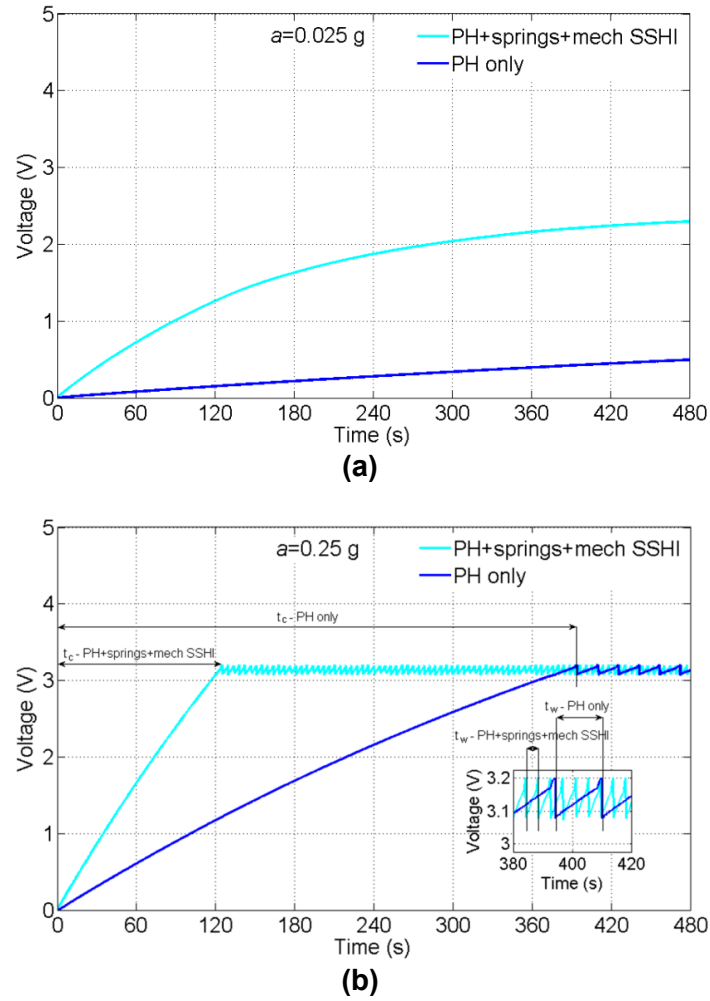 a=0.025 g
PH+springs+mech SSHI
PH only
Voltage (V)
5
4
3
2
1
0
0 60 120 180 240 300 360 420 480
Time (s)
(a)
a=0.25 g
PH+springs+mech SSHI
PH only
Voltage (V)
5
4
3
2
1
0
tc - PH only
tc - PH+springs+mech SSHI
tw - PH only
tw - PH+springs+mech SSHI
Voltage (V)
3.2
3.1
3
380 400 420
Time (s)
0 60 120 180 240 300 360 420 480
Time (s)
(b)